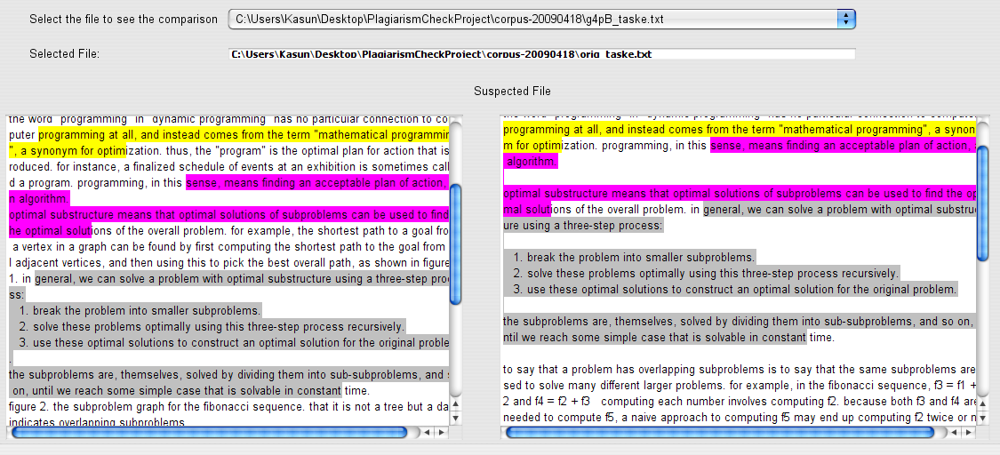 Select the file to see the comparison
C:\Users\Kasun\Desktop\PlagiarismCheckProject\corpus-20090418\g4pB_taske.txt
Selected File:
C:\Users\Kasun\Desktop\PlagiarismCheckProject\corpus-20090418\orig_taske.txt
Suspected File
the word "programming" in "dynamic programming" has no particular connection to co
puter programming at all, and instead comes from the term "mathematical programmin
", a synonym for optimization. thus, the "program" is the optimal plan for action that is
roduced. for instance, a finalized schedule of events at an exhibition is sometimes call
d a program. programming, in this sense, means finding an acceptable plan of action,
n algorithm.
optimal substructure means that optimal solutions of subproblems can be used to find
he optimal solutions of the overall problem. for example, the shortest path to a goal fro
a vertex in a graph can be found by first computing the shortest path to the goal from
l adjacent vertices, and then using this to pick the best overall path, as shown in figure
1. in general, we can solve a problem with optimal substructure using a three-step pro
ss:
1. break the problem into smaller subproblems.
2. solve these problems optimally using this three-step process recursively.
3. use these optimal solutions to construct an optimal solution for the original proble
.
the subproblems are, themselves, solved by dividing them into sub-subproblems, and s
on, until we reach some simple case that is solvable in constant time.
figure 2. the subproblem graph for the fibonacci sequence. that it is not a tree but a da
indicates overlapping subproblems
the word "programming" in "dynamic programming" has no particular connection to computer
programming at all, and instead comes from the term "mathematical programming", a synon
m for optimization. programming, in this sense, means finding an acceptable plan of action,
algorithm.
optimal substructure means that optimal solutions of subproblems can be used to find the op
mal solutions of the overall problem. in general, we can solve a problem with optimal substruc
ure using a three-step process:
1. break the problem into smaller subproblems.
2. solve these problems optimally using this three-step process recursively.
3. use these optimal solutions to construct an optimal solution for the original problem.
the subproblems are, themselves, solved by dividing them into sub-subproblems, and so on,
ntil we reach some simple case that is solvable in constant time.
to say that a problem has overlapping subproblems is to say that the same subproblems are
sed to solve many different larger problems. for example, in the fibonacci sequence, f3 = f1 +
2 and f4 = f2 + f3 computing each number involves computing f2. because both f3 and f4 are
needed to compute f5, a naive approach to computing f5 may end up computing f2 twice or